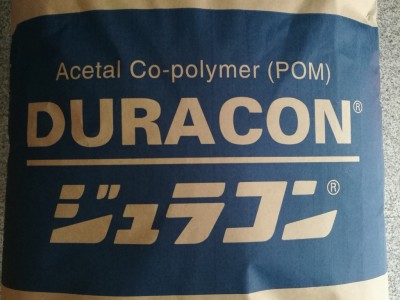 Acetal Co-polymer (POM)
DURACON®
ジュラコン®